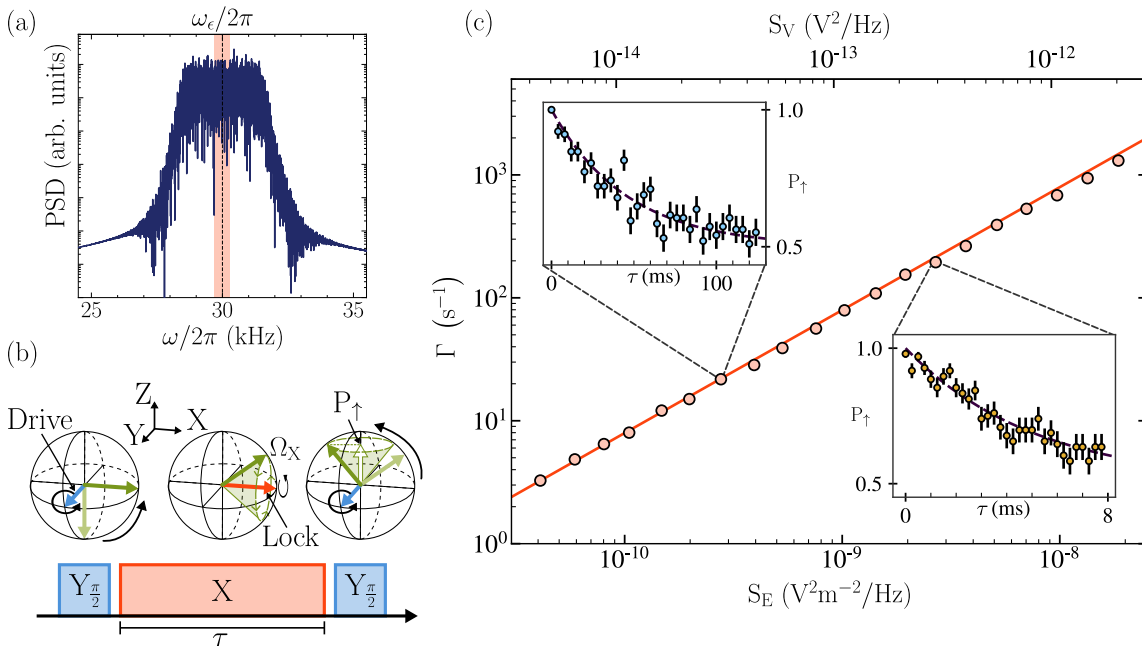 (a)
ω_ϵ/2π
PSD (arb. units)
25 30 35
ω/2π (kHz)
(b)
Z
Y X
Drive
Ω_X
Lock
P_↑
Y_{π/2} X Y_{π/2}
τ
(c)
S_V (V²/Hz)
10^{-14} 10^{-13} 10^{-12}
Γ (s^{-1})
10^3
10^2
10^1
10^0
10^{-10} 10^{-9} 10^{-8}
S_E (V²m^{-2}/Hz)
1.0
P_↑
0.5
0 τ (ms) 100
1.0
P_↑
0.5
0 τ (ms) 8